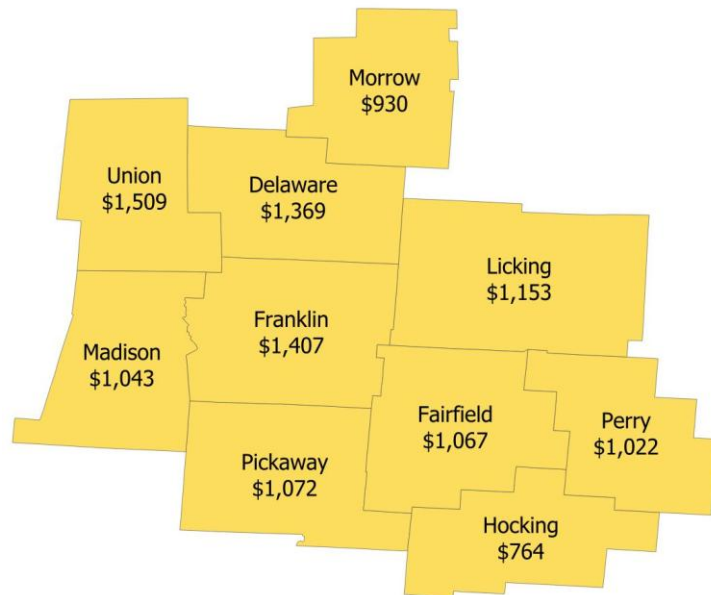 Morrow
$930
Union
$1,509
Delaware
$1,369
Licking
$1,153
Franklin
$1,407
Madison
$1,043
Fairfield
$1,067
Perry
$1,022
Pickaway
$1,072
Hocking
$764